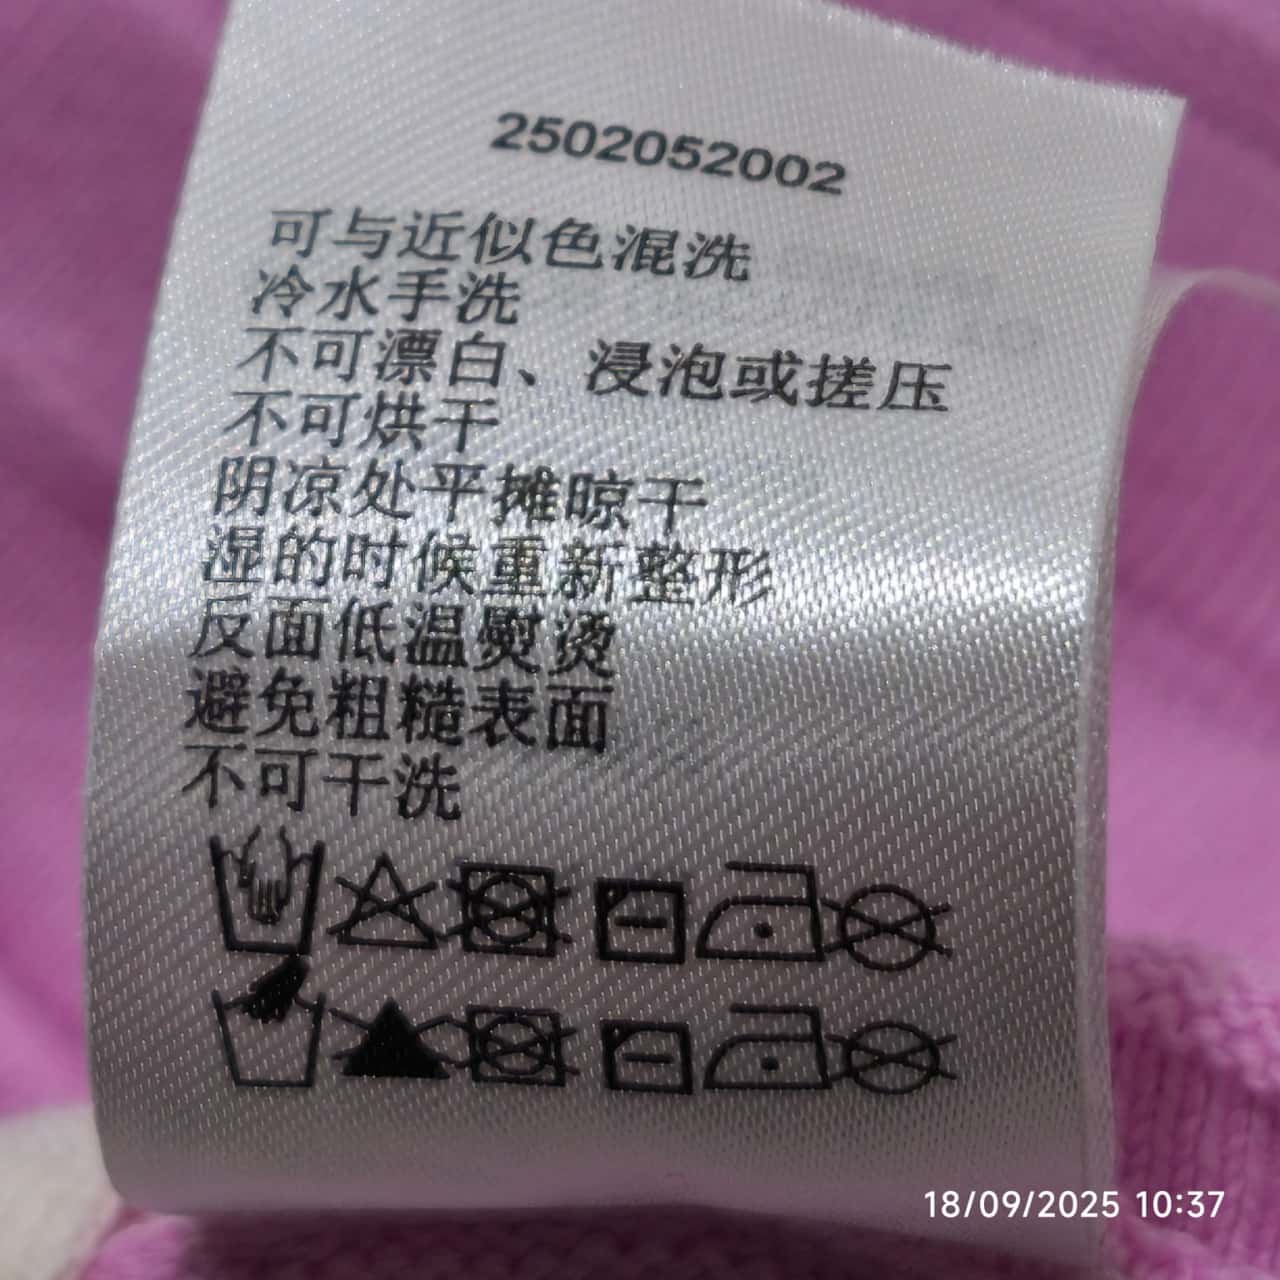 2502052002
可与近似色混洗
冷水手洗
不可漂白、浸泡或搓压
不可烘干
阴凉处平摊晾干
湿的时候重新整形
反面低温熨烫
避免粗糙表面
不可干洗
18/09/2025 10:37